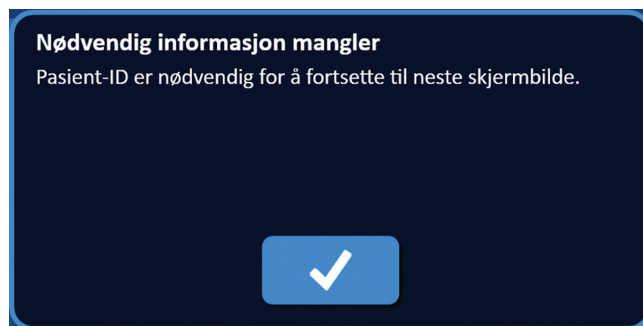 Nødvendig informasjon mangler
Pasient-ID er nødvendig for å fortsette til neste skjermbilde.